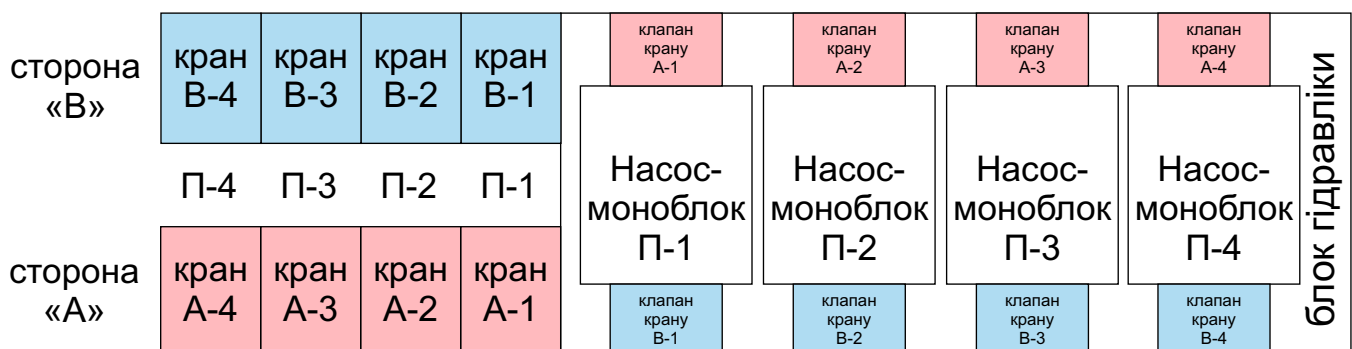 сторона
«В»
кран
В-4
кран
В-3
кран
В-2
кран
В-1
П-4
П-3
П-2
П-1
сторона
«А»
кран
А-4
кран
А-3
кран
А-2
кран
А-1
клапан
крану
А-1
клапан
крану
А-2
клапан
крану
А-3
клапан
крану
А-4
Насос-
моноблок
П-1
Насос-
моноблок
П-2
Насос-
моноблок
П-3
Насос-
моноблок
П-4
клапан
крану
В-1
клапан
крану
В-2
клапан
крану
В-3
клапан
крану
В-4
блок гідравліки